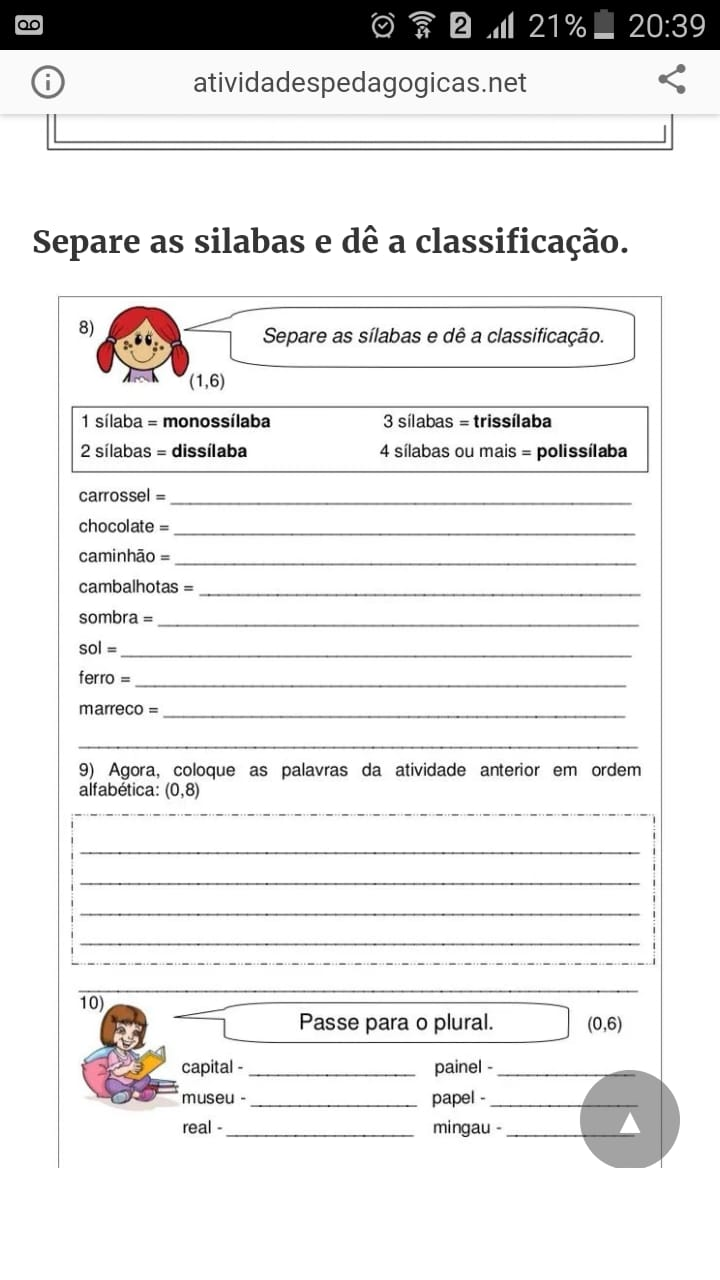 21% 20:39
atividadespedagogicas.net
Separe as silabas e dê a classificação.
8)
Separe as sílabas e dê a classificação.
(1,6)
1 sílaba = monossílaba 3 sílabas = trissílaba
2 sílabas = dissílaba 4 sílabas ou mais = polissílaba
carrossel =
chocolate =
caminhão =
cambalhotas =
sombra =
sol =
ferro =
marreco =
9) Agora, coloque as palavras da atividade anterior em ordem
alfabética: (0,8)
10)
Passe para o plural. (0,6)
capital - painel -
museu - papel -
real - mingau -